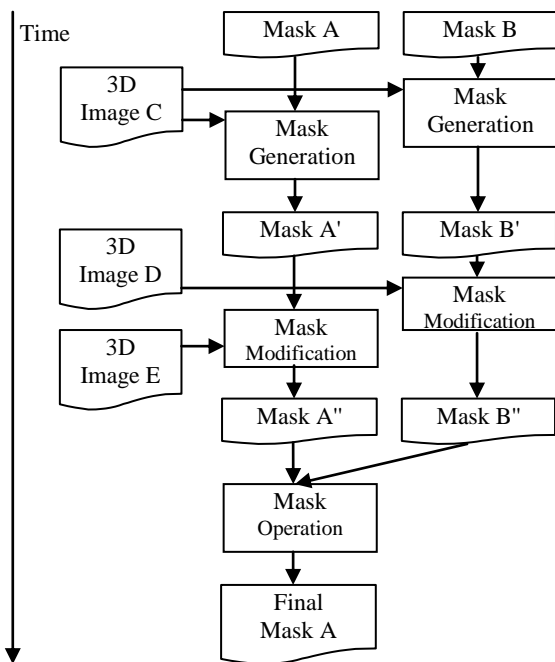 Time
Mask A
Mask B
3D
Image C
Mask
Generation
Mask
Generation
Mask A'
Mask B'
3D
Image D
Mask
Modification
3D
Image E
Mask
Modification
Mask A''
Mask B''
Mask
Operation
Final
Mask A